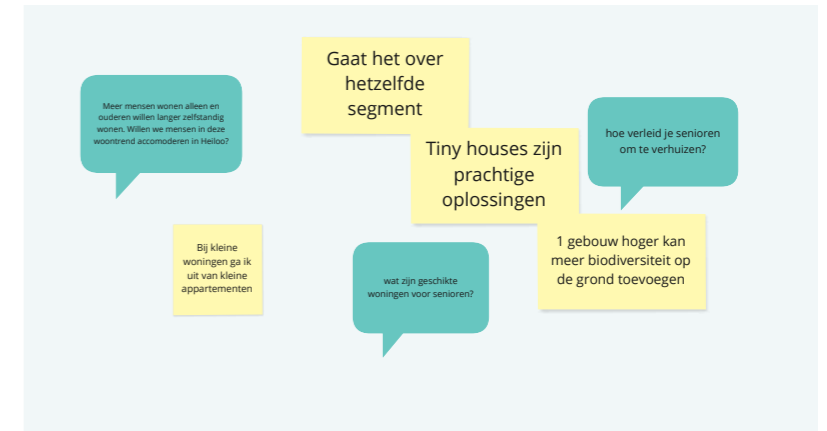 Gaat het over
hetzelfde
segment
Meer mensen wonen alleen en
ouderen willen langer zelfstandig
wonen. Willen we mensen in deze
woontrend accomoderen in Heiloo?
Tiny houses zijn
prachtige
oplossingen
hoe verleid je senioren
om te verhuizen?
Bij kleine
woningen ga ik
uit van kleine
appartementen
wat zijn geschikte
woningen voor senioren?
1 gebouw hoger kan
meer biodiversiteit op
de grond toevoegen